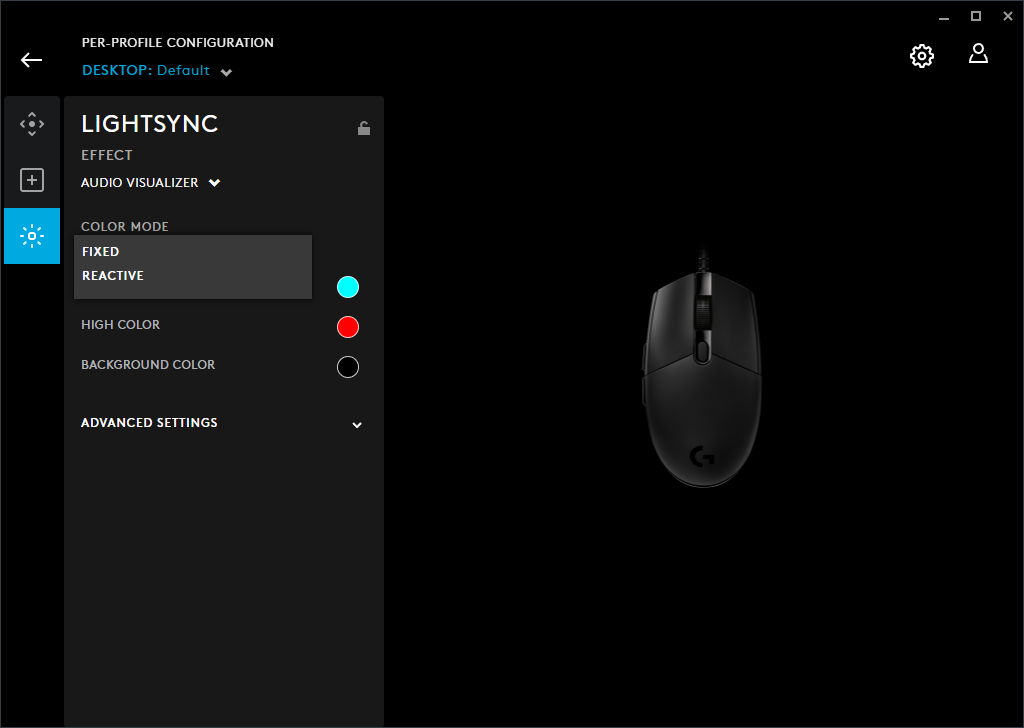 PER-PROFILE CONFIGURATION
DESKTOP: Default
LIGHTSYNC
EFFECT
AUDIO VISUALIZER
COLOR MODE
FIXED
REACTIVE
HIGH COLOR
BACKGROUND COLOR
ADVANCED SETTINGS